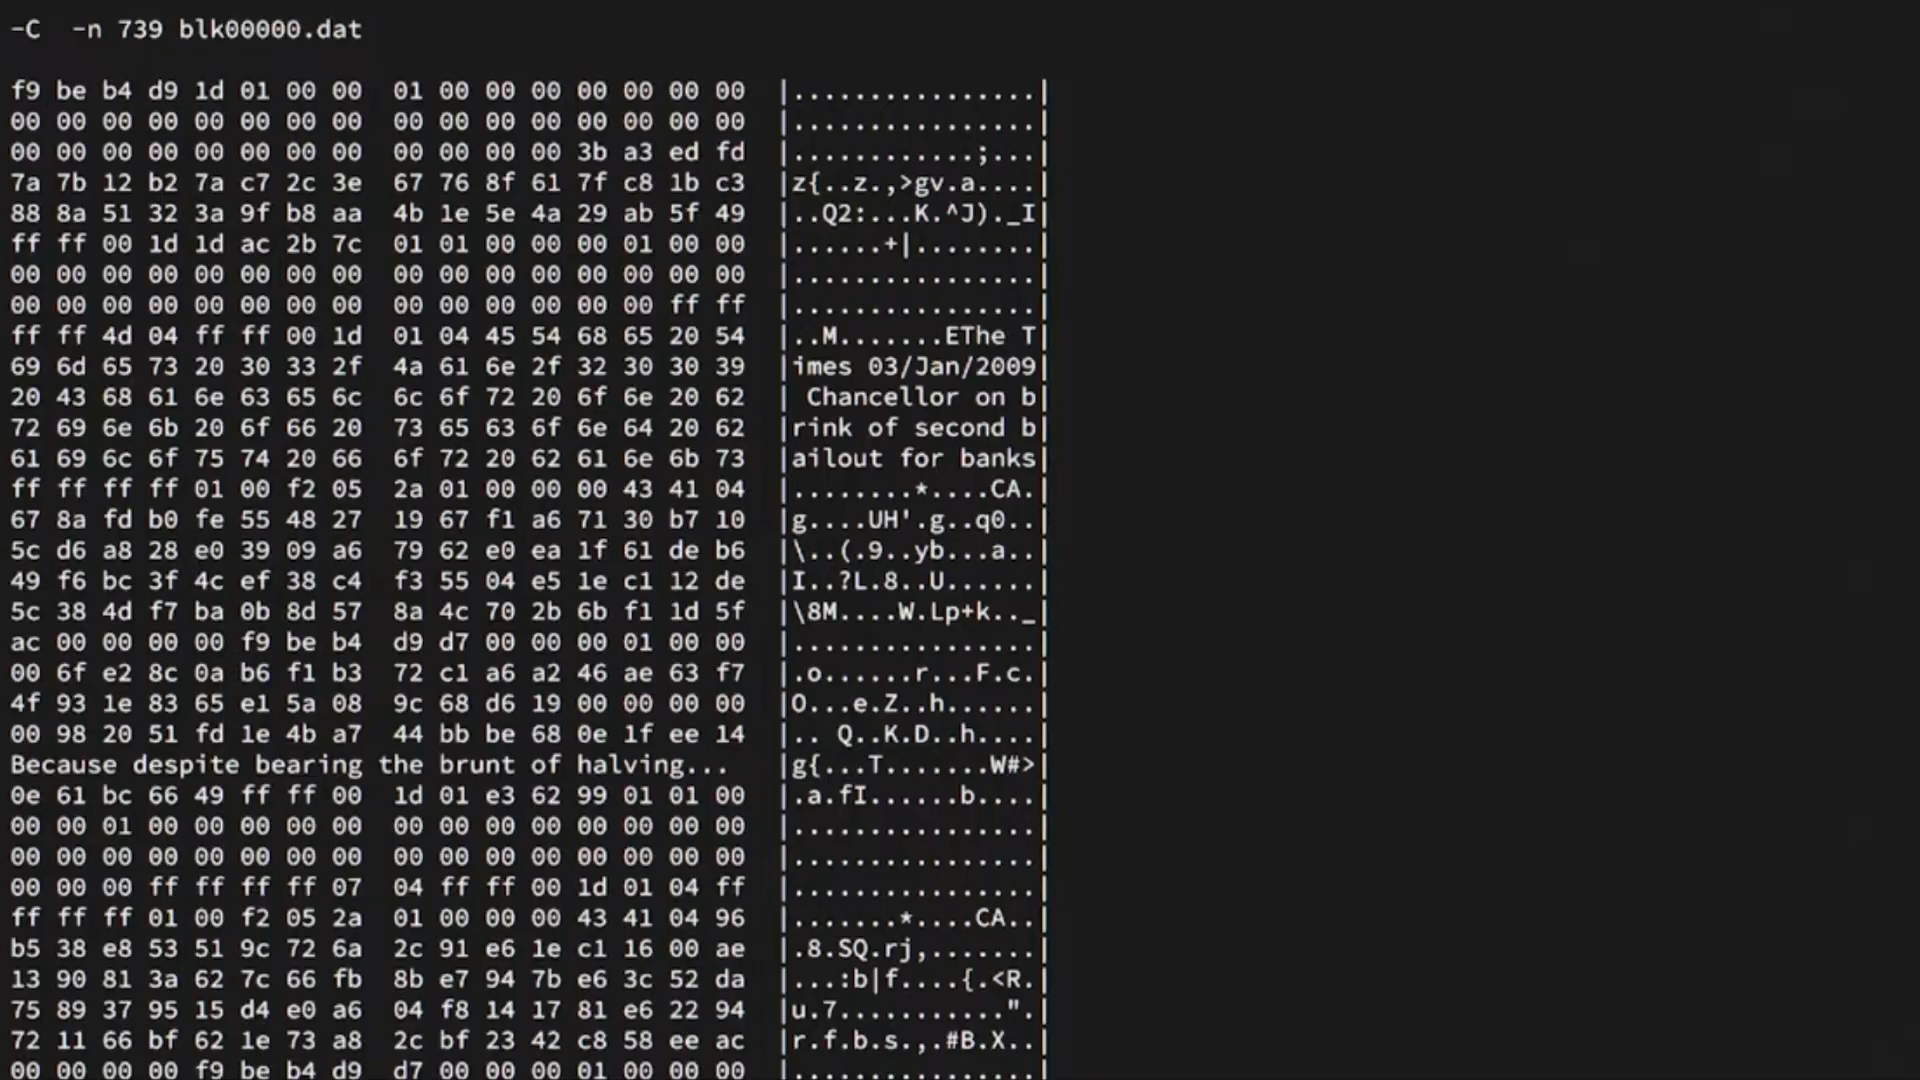 -C  -n 739 blk00000.dat
f9 be b4 d9 1d 01 00 00  01 00 00 00 00 00 00 00  |................|
00 00 00 00 00 00 00 00  00 00 00 00 00 00 00 00  |................|
00 00 00 00 00 00 00 00  00 00 00 00 3b a3 ed fd  |............;...|
7a 7b 12 b2 7a c7 2c 3e  67 76 8f 61 7f c8 1b c3  |z{..z.,>gv.a....|
88 8a 51 32 3a 9f b8 aa  4b 1e 5e 4a 29 ab 5f 49  |..Q2:...K.^J)._I|
ff ff 00 1d 1d ac 2b 7c  01 01 00 00 00 01 00 00  |......+|........|
00 00 00 00 00 00 00 00  00 00 00 00 00 00 00 00  |................|
00 00 00 00 00 00 00 00  00 00 00 00 00 00 ff ff  |................|
ff ff 4d 04 ff ff 00 1d  01 04 45 54 68 65 20 54  |..M.......EThe T|
69 6d 65 73 20 30 33 2f  4a 61 6e 2f 32 30 30 39  |imes 03/Jan/2009|
20 43 68 61 6e 63 65 6c  6c 6f 72 20 6f 6e 20 62  | Chancellor on b|
72 69 6e 6b 20 6f 66 20  73 65 63 6f 6e 64 20 62  |rink of second b|
61 69 6c 6f 75 74 20 66  6f 72 20 62 61 6e 6b 73  |ailout for banks|
ff ff ff ff 01 00 f2 05  2a 01 00 00 00 43 41 04  |........*....CA.|
67 8a fd b0 fe 55 48 27  19 67 f1 a6 71 30 b7 10  |g....UH'.g..q0..|
5c d6 a8 28 e0 39 09 a6  79 62 e0 ea 1f 61 de b6  |\..(.9..yb...a..|
49 f6 bc 3f 4c ef 38 c4  f3 55 04 e5 1e c1 12 de  |I..?L.8..U......|
5c 38 4d f7 ba 0b 8d 57  8a 4c 70 2b 6b f1 1d 5f  |\8M....W.Lp+k.._|
ac 00 00 00 00 f9 be b4  d9 d7 00 00 00 01 00 00  |................|
00 6f e2 8c 0a b6 f1 b3  72 c1 a6 a2 46 ae 63 f7  |.o......r...F.c.|
4f 93 1e 83 65 e1 5a 08  9c 68 d6 19 00 00 00 00  |O...e.Z..h......|
00 98 20 51 fd 1e 4b a7  44 bb be 68 0e 1f ee 14  |.. Q..K.D..h....|
Because despite bearing the brunt of halving...  |g{...T.......W#>|
0e 61 bc 66 49 ff ff 00  1d 01 e3 62 99 01 01 00  |.a.fI......b....|
00 00 01 00 00 00 00 00  00 00 00 00 00 00 00 00  |................|
00 00 00 00 00 00 00 00  00 00 00 00 00 00 00 00  |................|
00 00 00 ff ff ff ff 07  04 ff ff 00 1d 01 04 ff  |................|
ff ff ff 01 00 f2 05 2a  01 00 00 00 43 41 04 96  |.......*....CA..|
b5 38 e8 53 51 9c 72 6a  2c 91 e6 1e c1 16 00 ae  |.8.SQ.rj,.......|
13 90 81 3a 62 7c 66 fb  8b e7 94 7b e6 3c 52 da  |...:b|f....{.<R.|
75 89 37 95 15 d4 e0 a6  04 f8 14 17 81 e6 22 94  |u.7...........".|
72 11 66 bf 62 1e 73 a8  2c bf 23 42 c8 58 ee ac  |r.f.b.s.,.#B.X..|
00 00 00 00 f9 be b4 d9  d7 00 00 00 01 00 00 00  |................|